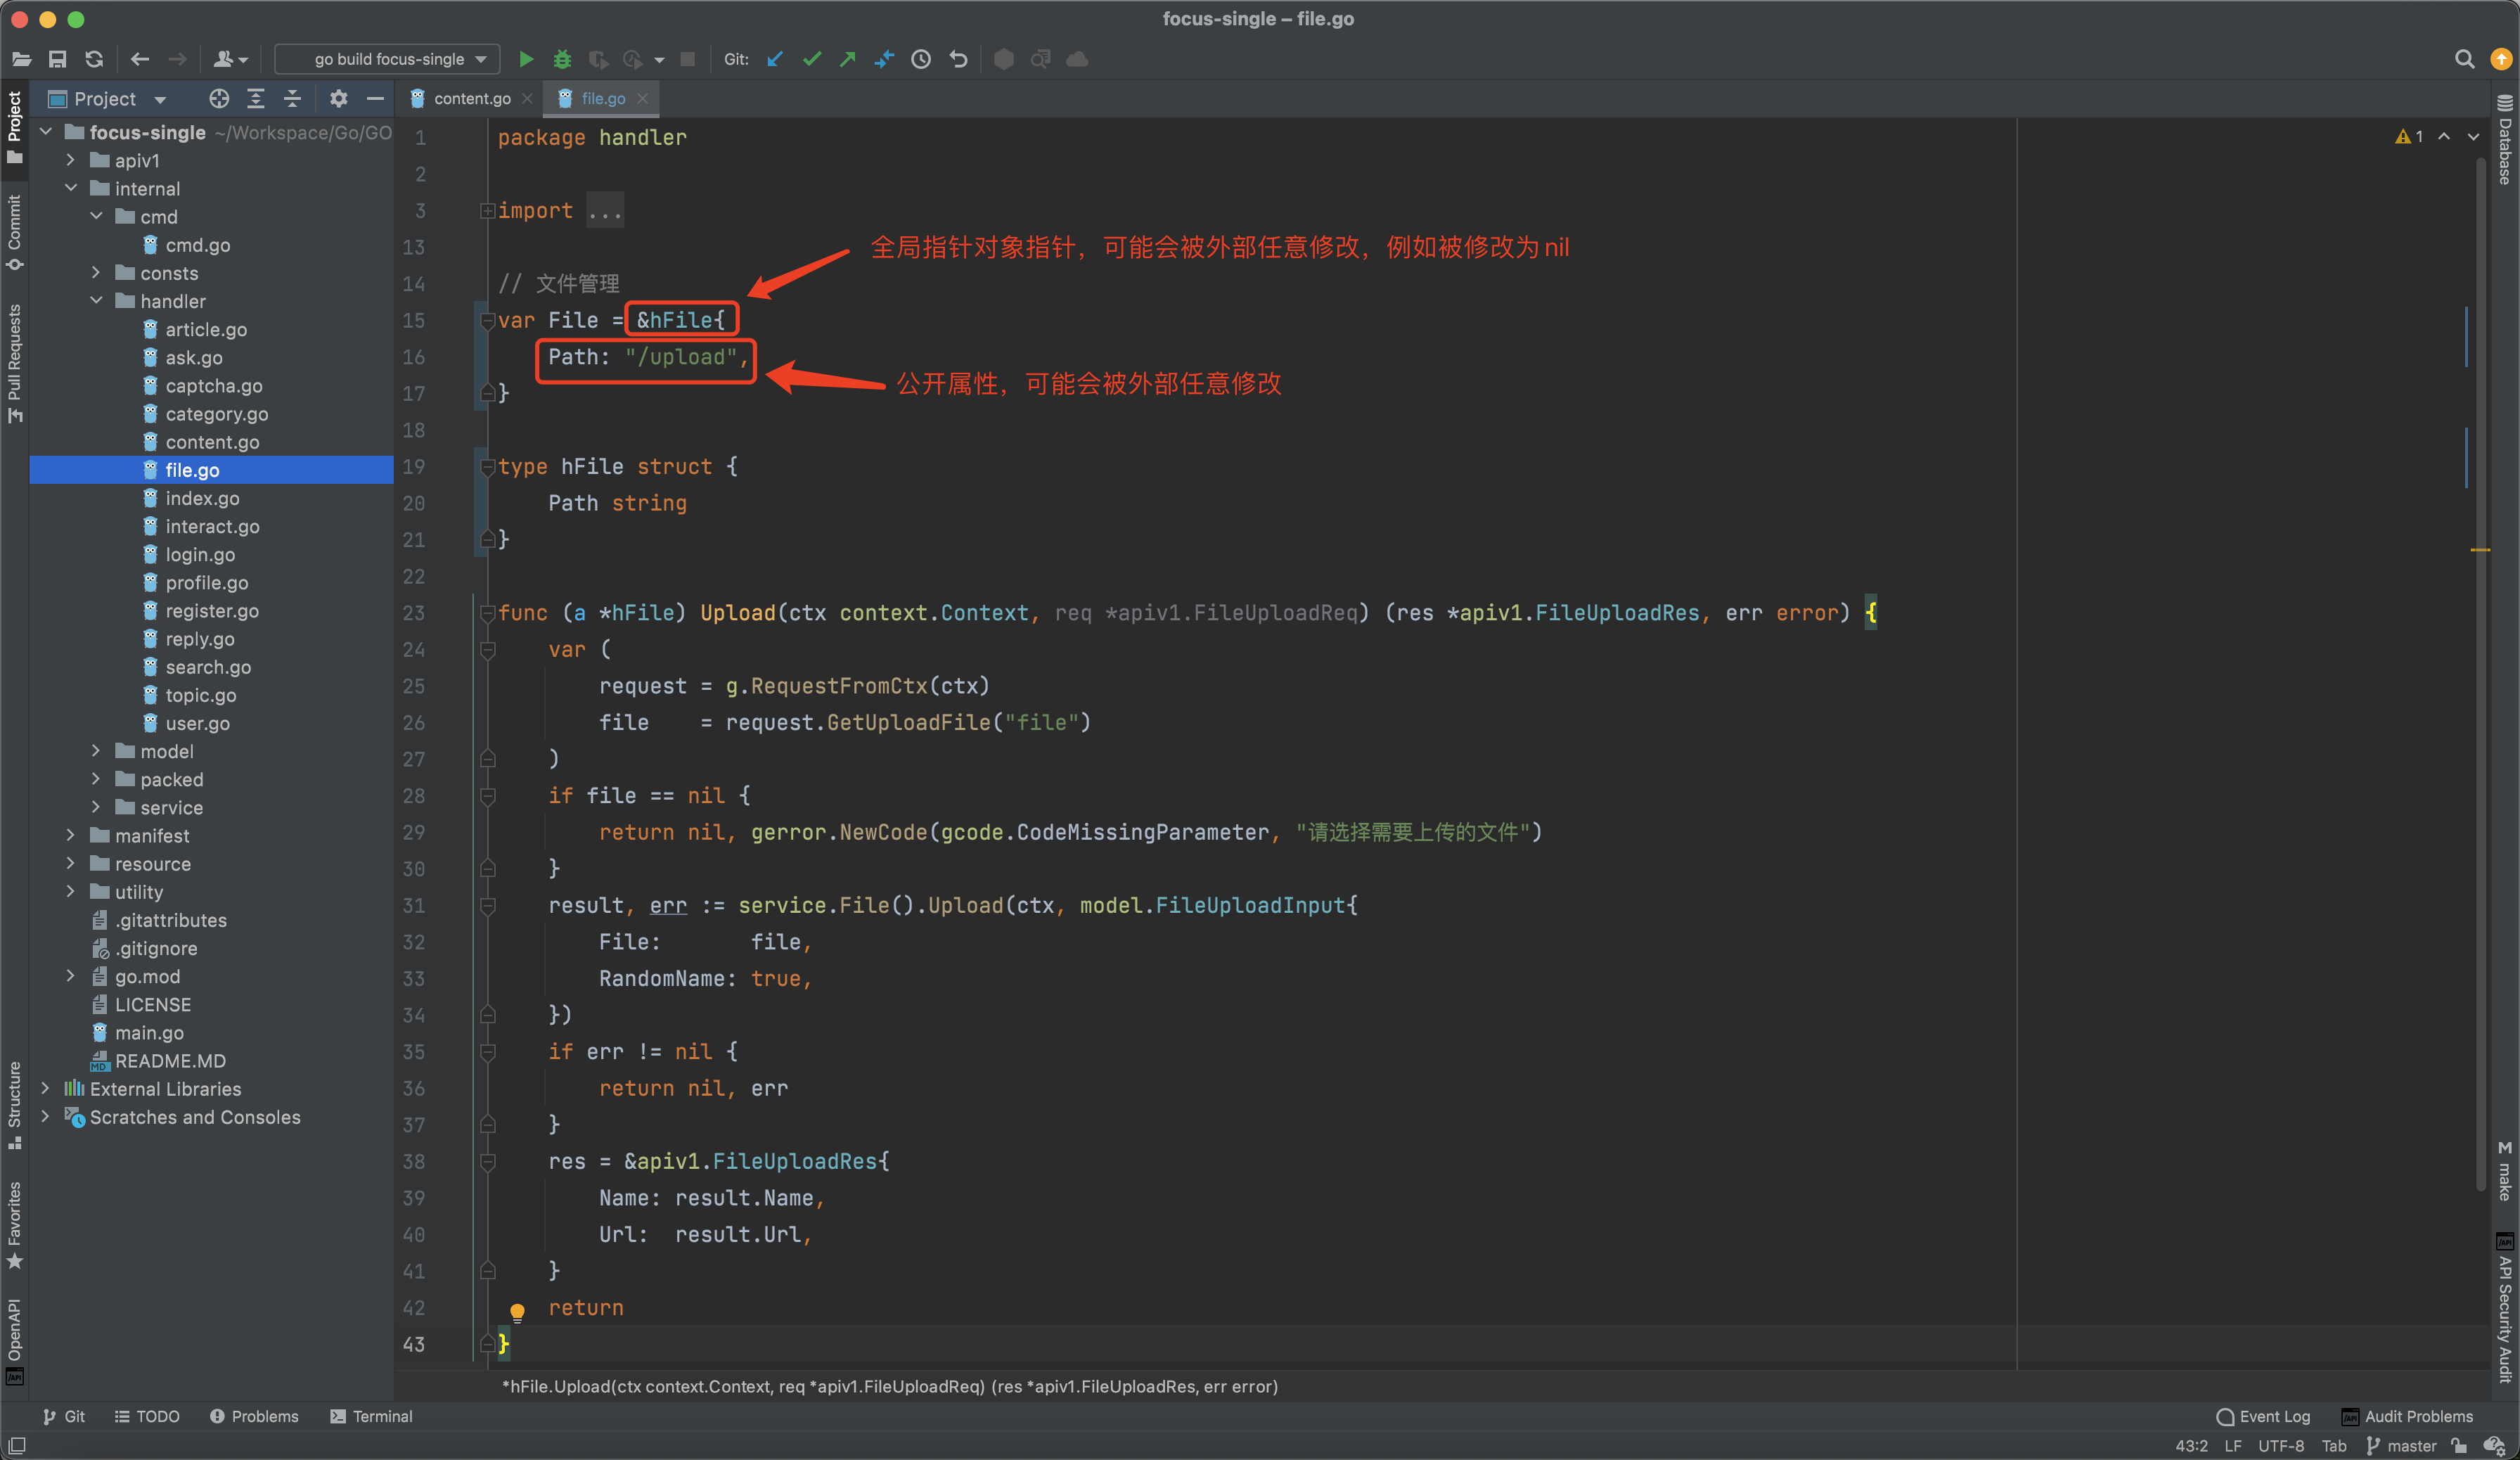 focus-single – file.go
go build focus-single
Git:
Project
content.go
file.go
Project
Commit
Pull Requests
Structure
Favorites
OpenAPI
focus-single ~/Workspace/Go/GO
apiv1
internal
cmd
cmd.go
consts
handler
article.go
ask.go
captcha.go
category.go
content.go
file.go
index.go
interact.go
login.go
profile.go
register.go
reply.go
search.go
topic.go
user.go
model
packed
service
manifest
resource
utility
.gitattributes
.gitignore
go.mod
LICENSE
main.go
README.MD
External Libraries
Scratches and Consoles
1 package handler
2
3 import ...
13
全局指针对象指针，可能会被外部任意修改，例如被修改为nil
14 // 文件管理
15 var File = &hFile{
16 Path: "/upload",
公开属性，可能会被外部任意修改
17 }
18
19 type hFile struct {
20 Path string
21 }
22
23 func (a *hFile) Upload(ctx context.Context, req *apiv1.FileUploadReq) (res *apiv1.FileUploadRes, err error) {
24 var (
25 request = g.RequestFromCtx(ctx)
26 file    = request.GetUploadFile("file")
27 )
28 if file == nil {
29 return nil, gerror.NewCode(gcode.CodeMissingParameter, "请选择需要上传的文件")
30 }
31 result, err := service.File().Upload(ctx, model.FileUploadInput{
32 File:       file,
33 RandomName: true,
34 })
35 if err != nil {
36 return nil, err
37 }
38 res = &apiv1.FileUploadRes{
39 Name: result.Name,
40 Url:  result.Url,
41 }
42 return
43 }
1
Database
make
API Security Audit
*hFile.Upload(ctx context.Context, req *apiv1.FileUploadReq) (res *apiv1.FileUploadRes, err error)
Git TODO Problems Terminal
Event Log Audit Problems
43:2 LF UTF-8 Tab master